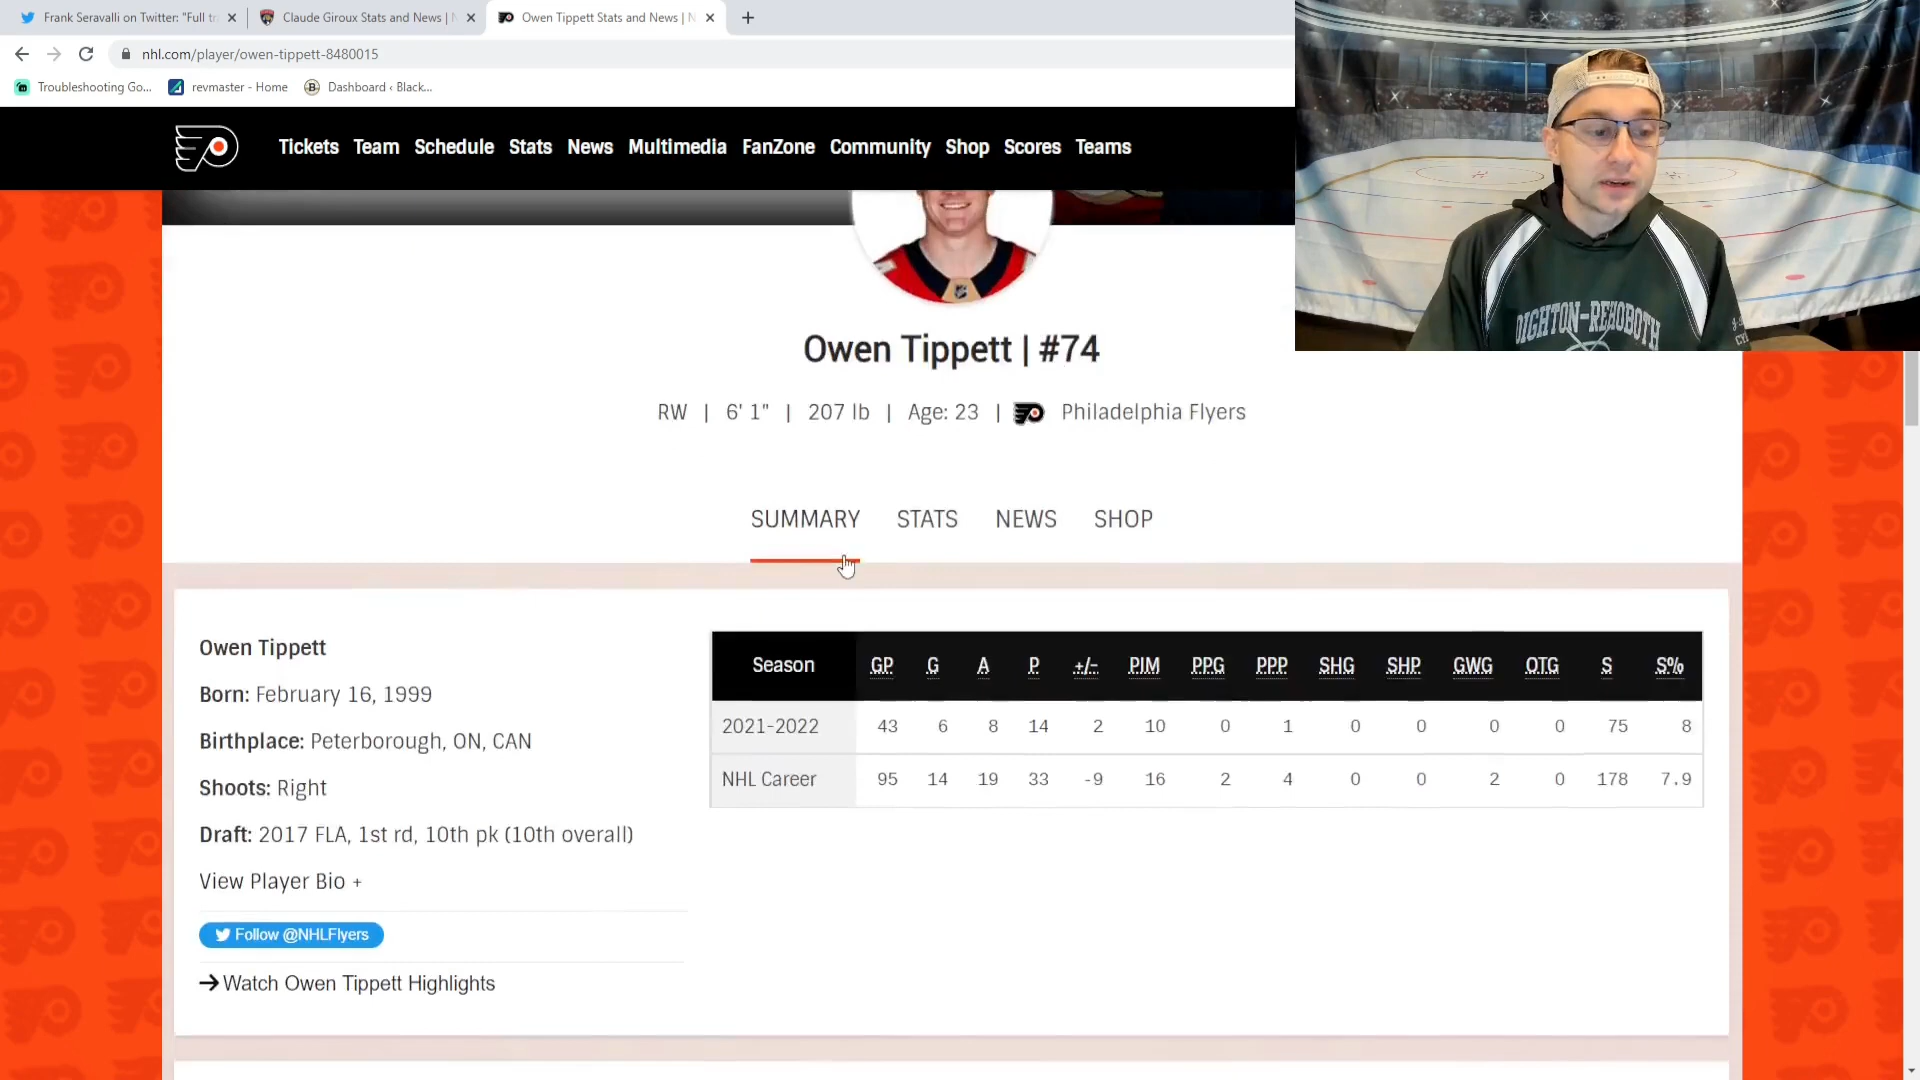 Frank Seravalli on Twitter: "Full tr
Claude Giroux Stats and News |
Owen Tippett Stats and News | N
nhl.com/player/owen-tippett-8480015
Troubleshooting Go...
revmaster - Home
Dashboard ‹ Black...
Tickets Team Schedule Stats News Multimedia FanZone Community Shop Scores Teams
DIGHTON-REHOBOTH
Owen Tippett | #74
RW | 6' 1" | 207 lb | Age: 23 | Philadelphia Flyers
SUMMARY STATS NEWS SHOP
Owen Tippett
Born: February 16, 1999
Birthplace: Peterborough, ON, CAN
Shoots: Right
Draft: 2017 FLA, 1st rd, 10th pk (10th overall)
View Player Bio +
Follow @NHLFlyers
Watch Owen Tippett Highlights
Season GP G A P +/- PIM PPG PPP SHG SHP GWG OTG S S%
2021-2022 43 6 8 14 2 10 0 1 0 0 0 0 75 8
NHL Career 95 14 19 33 -9 16 2 4 0 0 2 0 178 7.9